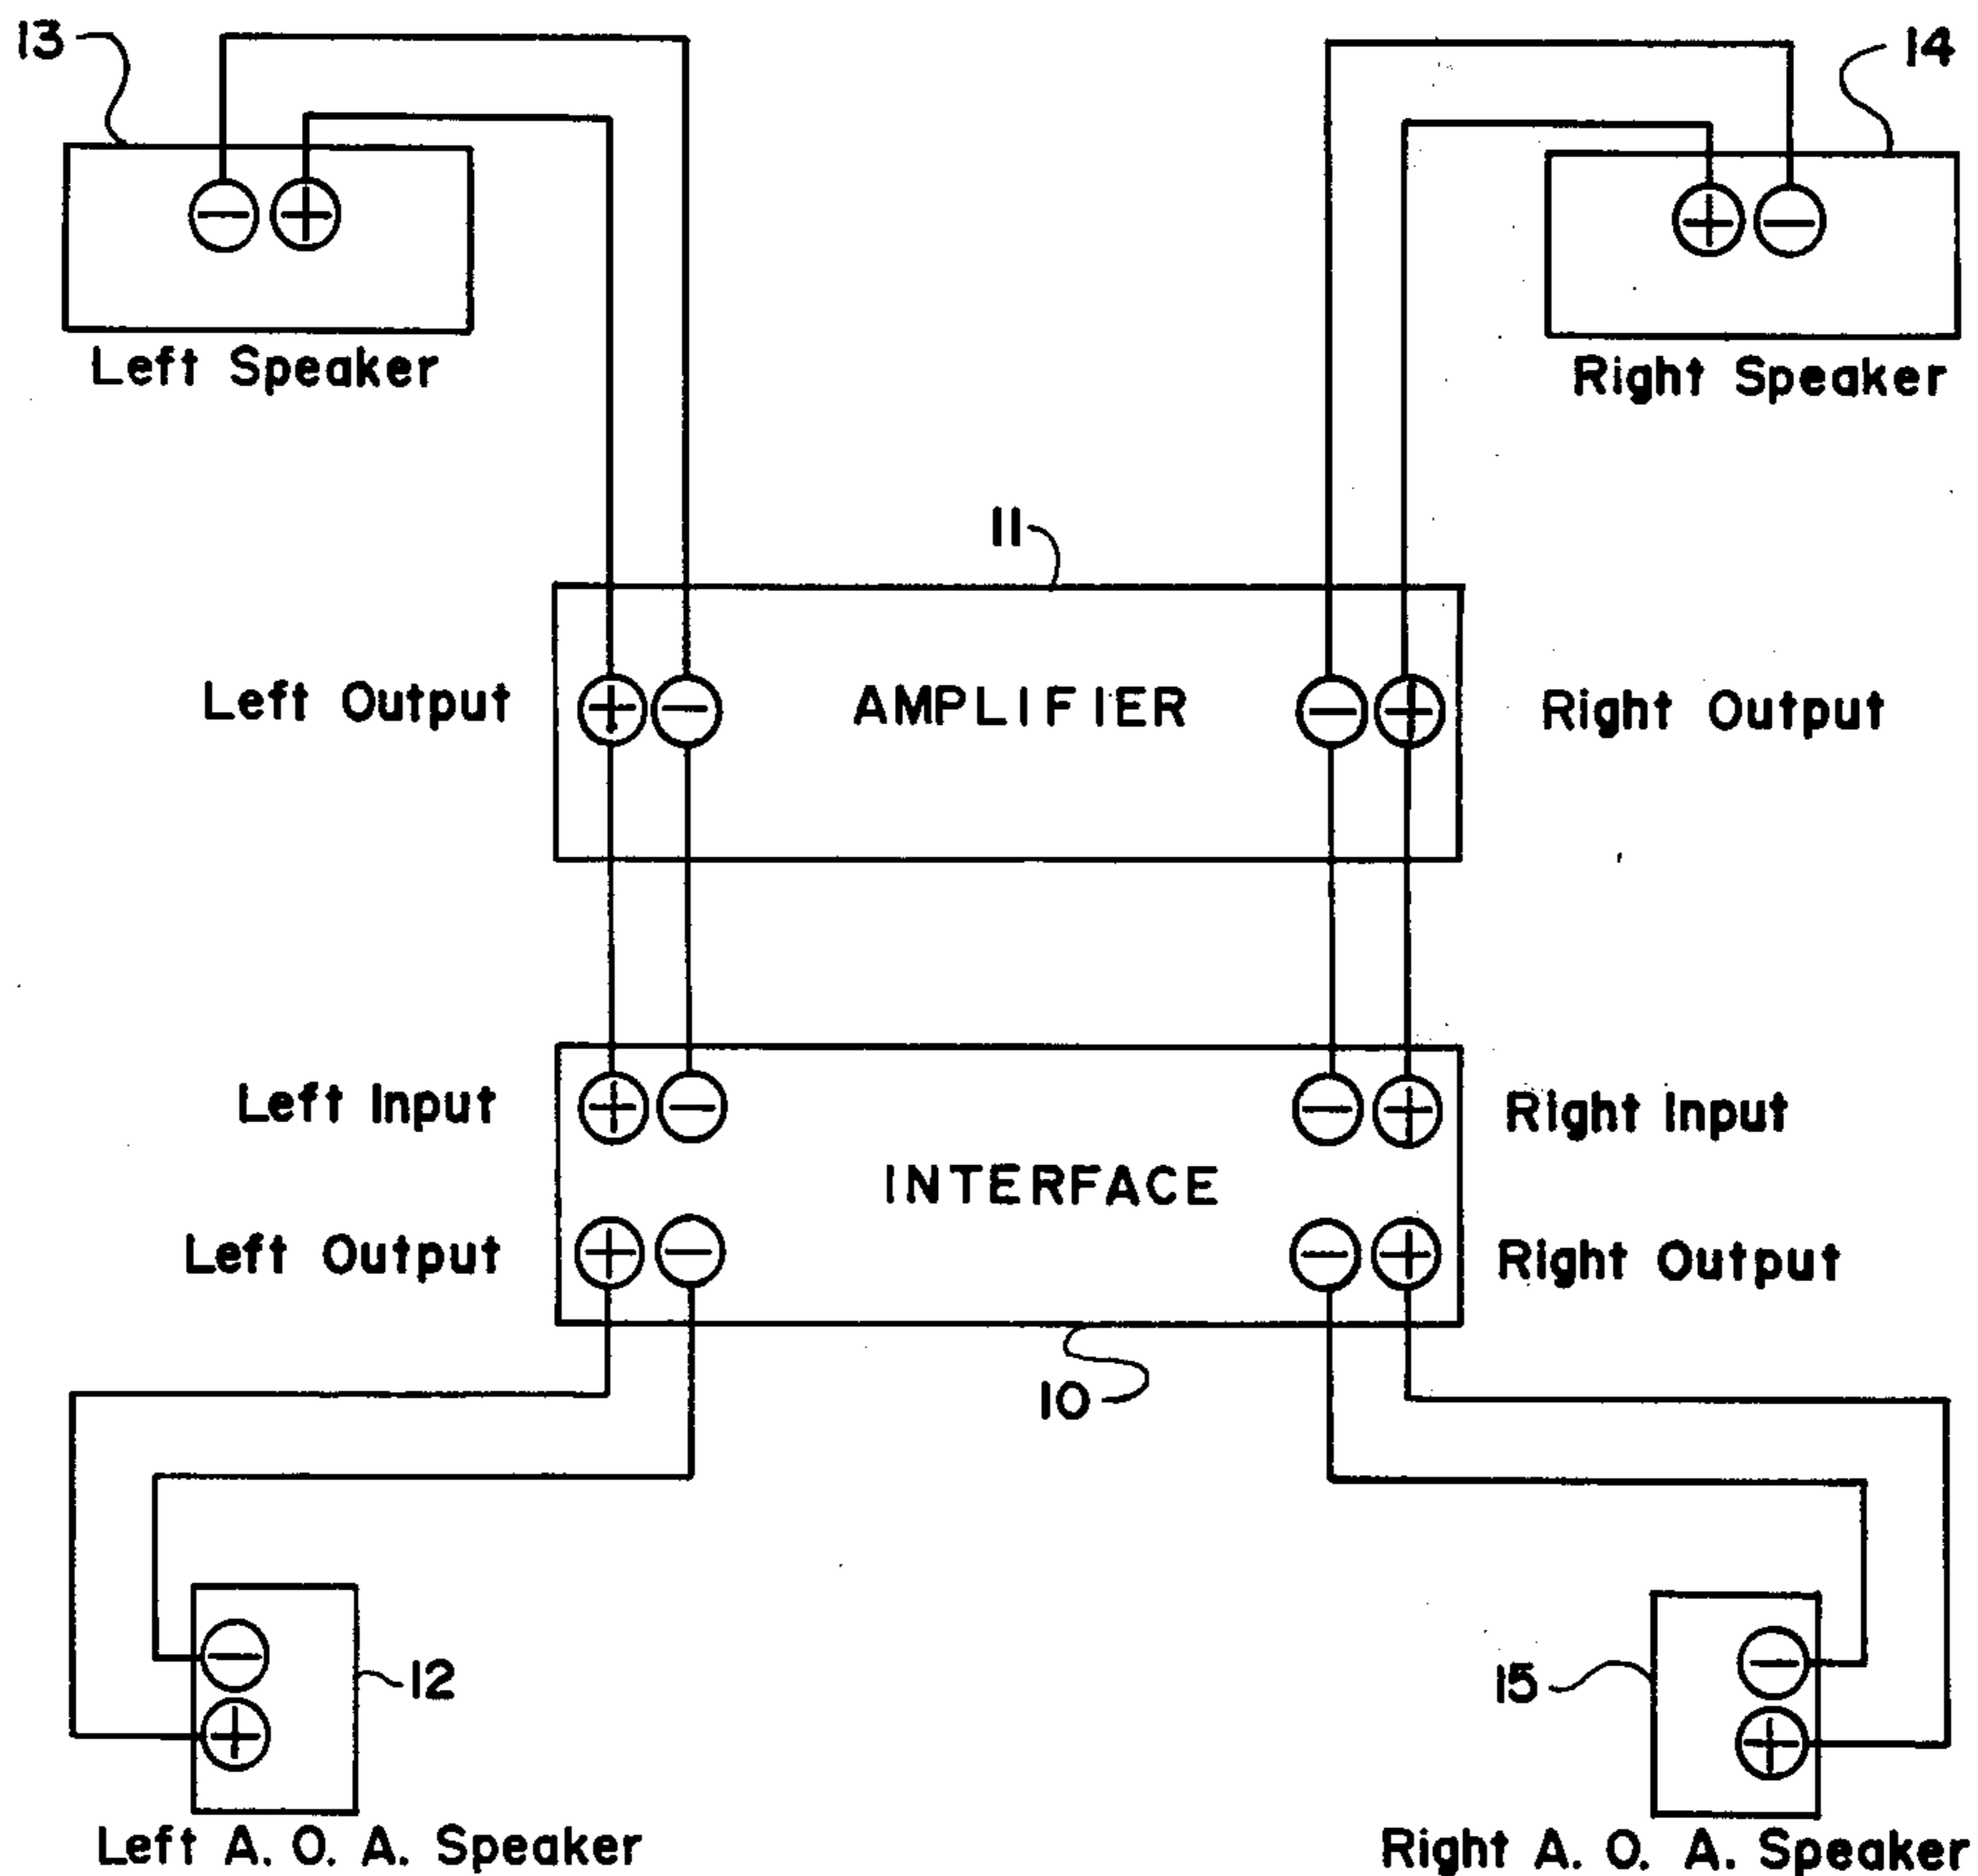 13
14
Left Speaker
Right Speaker
11
Left Output
AMPLIFIER
Right Output
Left Input
Right Input
INTERFACE
Left Output
Right Output
10
12
15
Left A. O. A. Speaker
Right A. O. A. Speaker